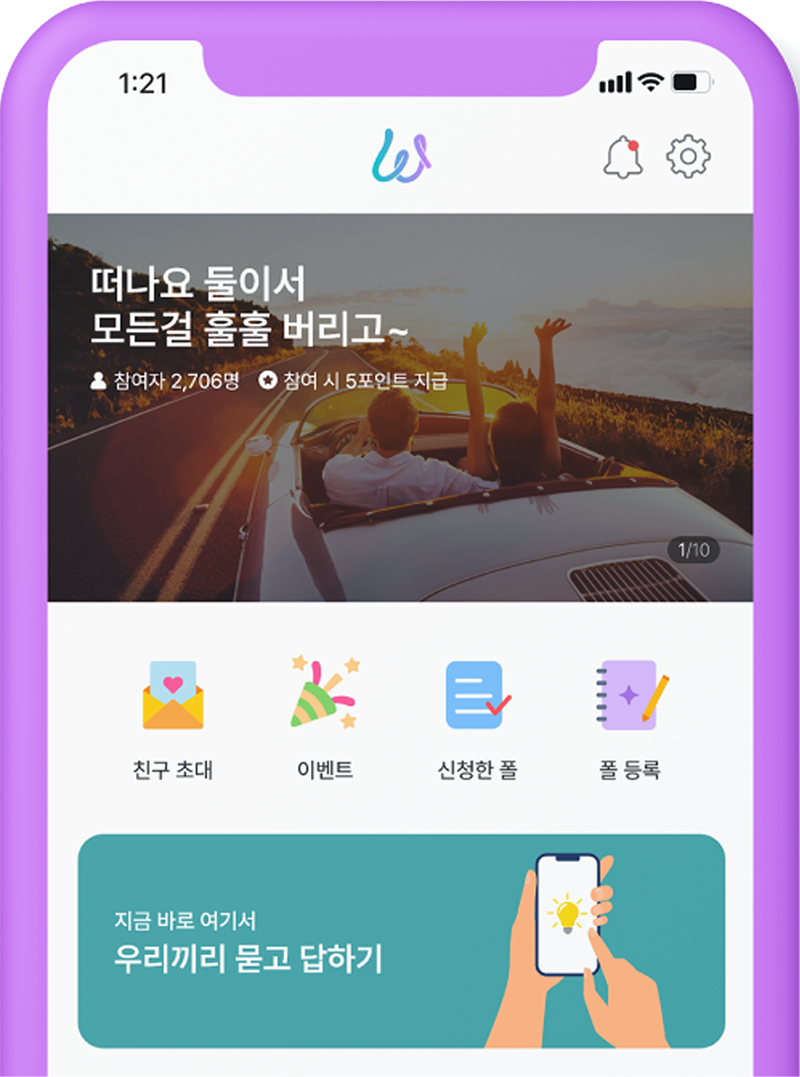 1:21
떠나요 둘이서
모든걸 훌훌 버리고~
참여자 2,706명 참여 시 5포인트 지급
1/10
친구 초대 이벤트 신청한 폴 폴 등록
지금 바로 여기서
우리끼리 묻고 답하기